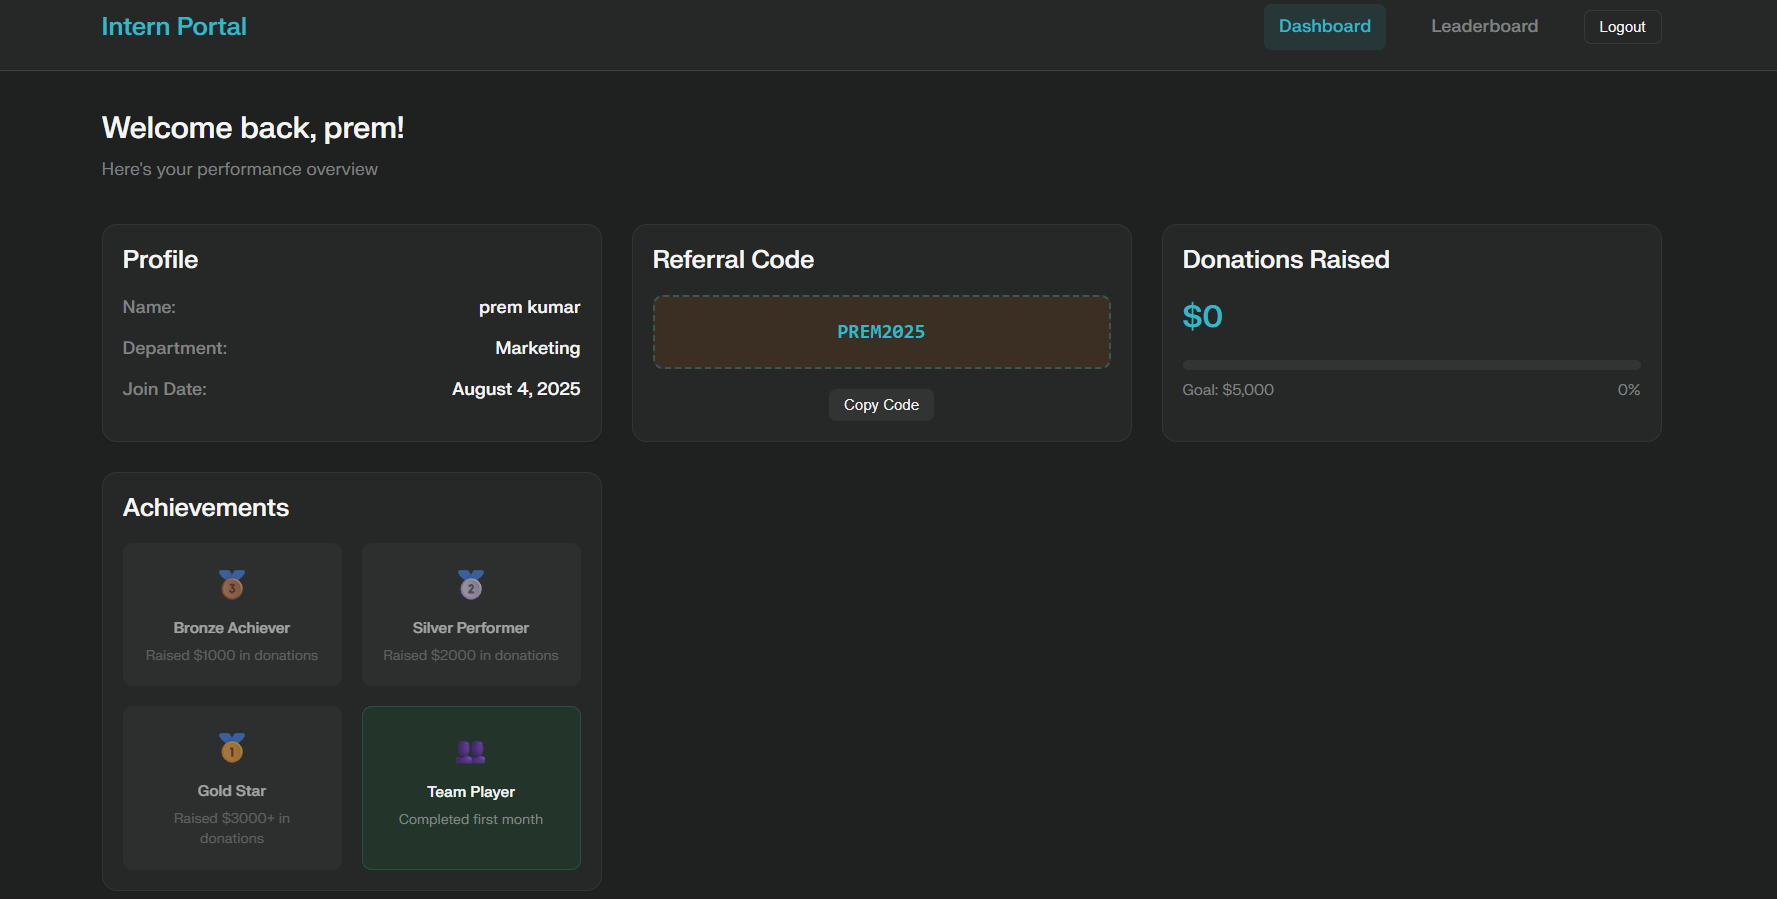 Intern Portal
Dashboard
Leaderboard
Logout
Welcome back, prem!
Here's your performance overview
Profile
Name: prem kumar
Department: Marketing
Join Date: August 4, 2025
Referral Code
PREM2025
Copy Code
Donations Raised
$0
Goal: $5,000 0%
Achievements
3
Bronze Achiever
Raised $1000 in donations
2
Silver Performer
Raised $2000 in donations
1
Gold Star
Raised $3000+ in
donations
Team Player
Completed first month